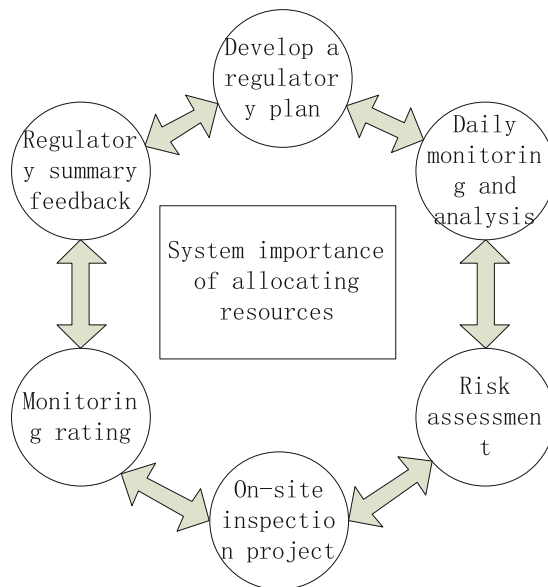 Develop a
regulator
y plan
Regulator
y summary
feedback
Daily
monitorin
g and
analysis
System importance
of allocating
resources
Monitorin
g rating
Risk
assessmen
t
On-site
inspectio
n project